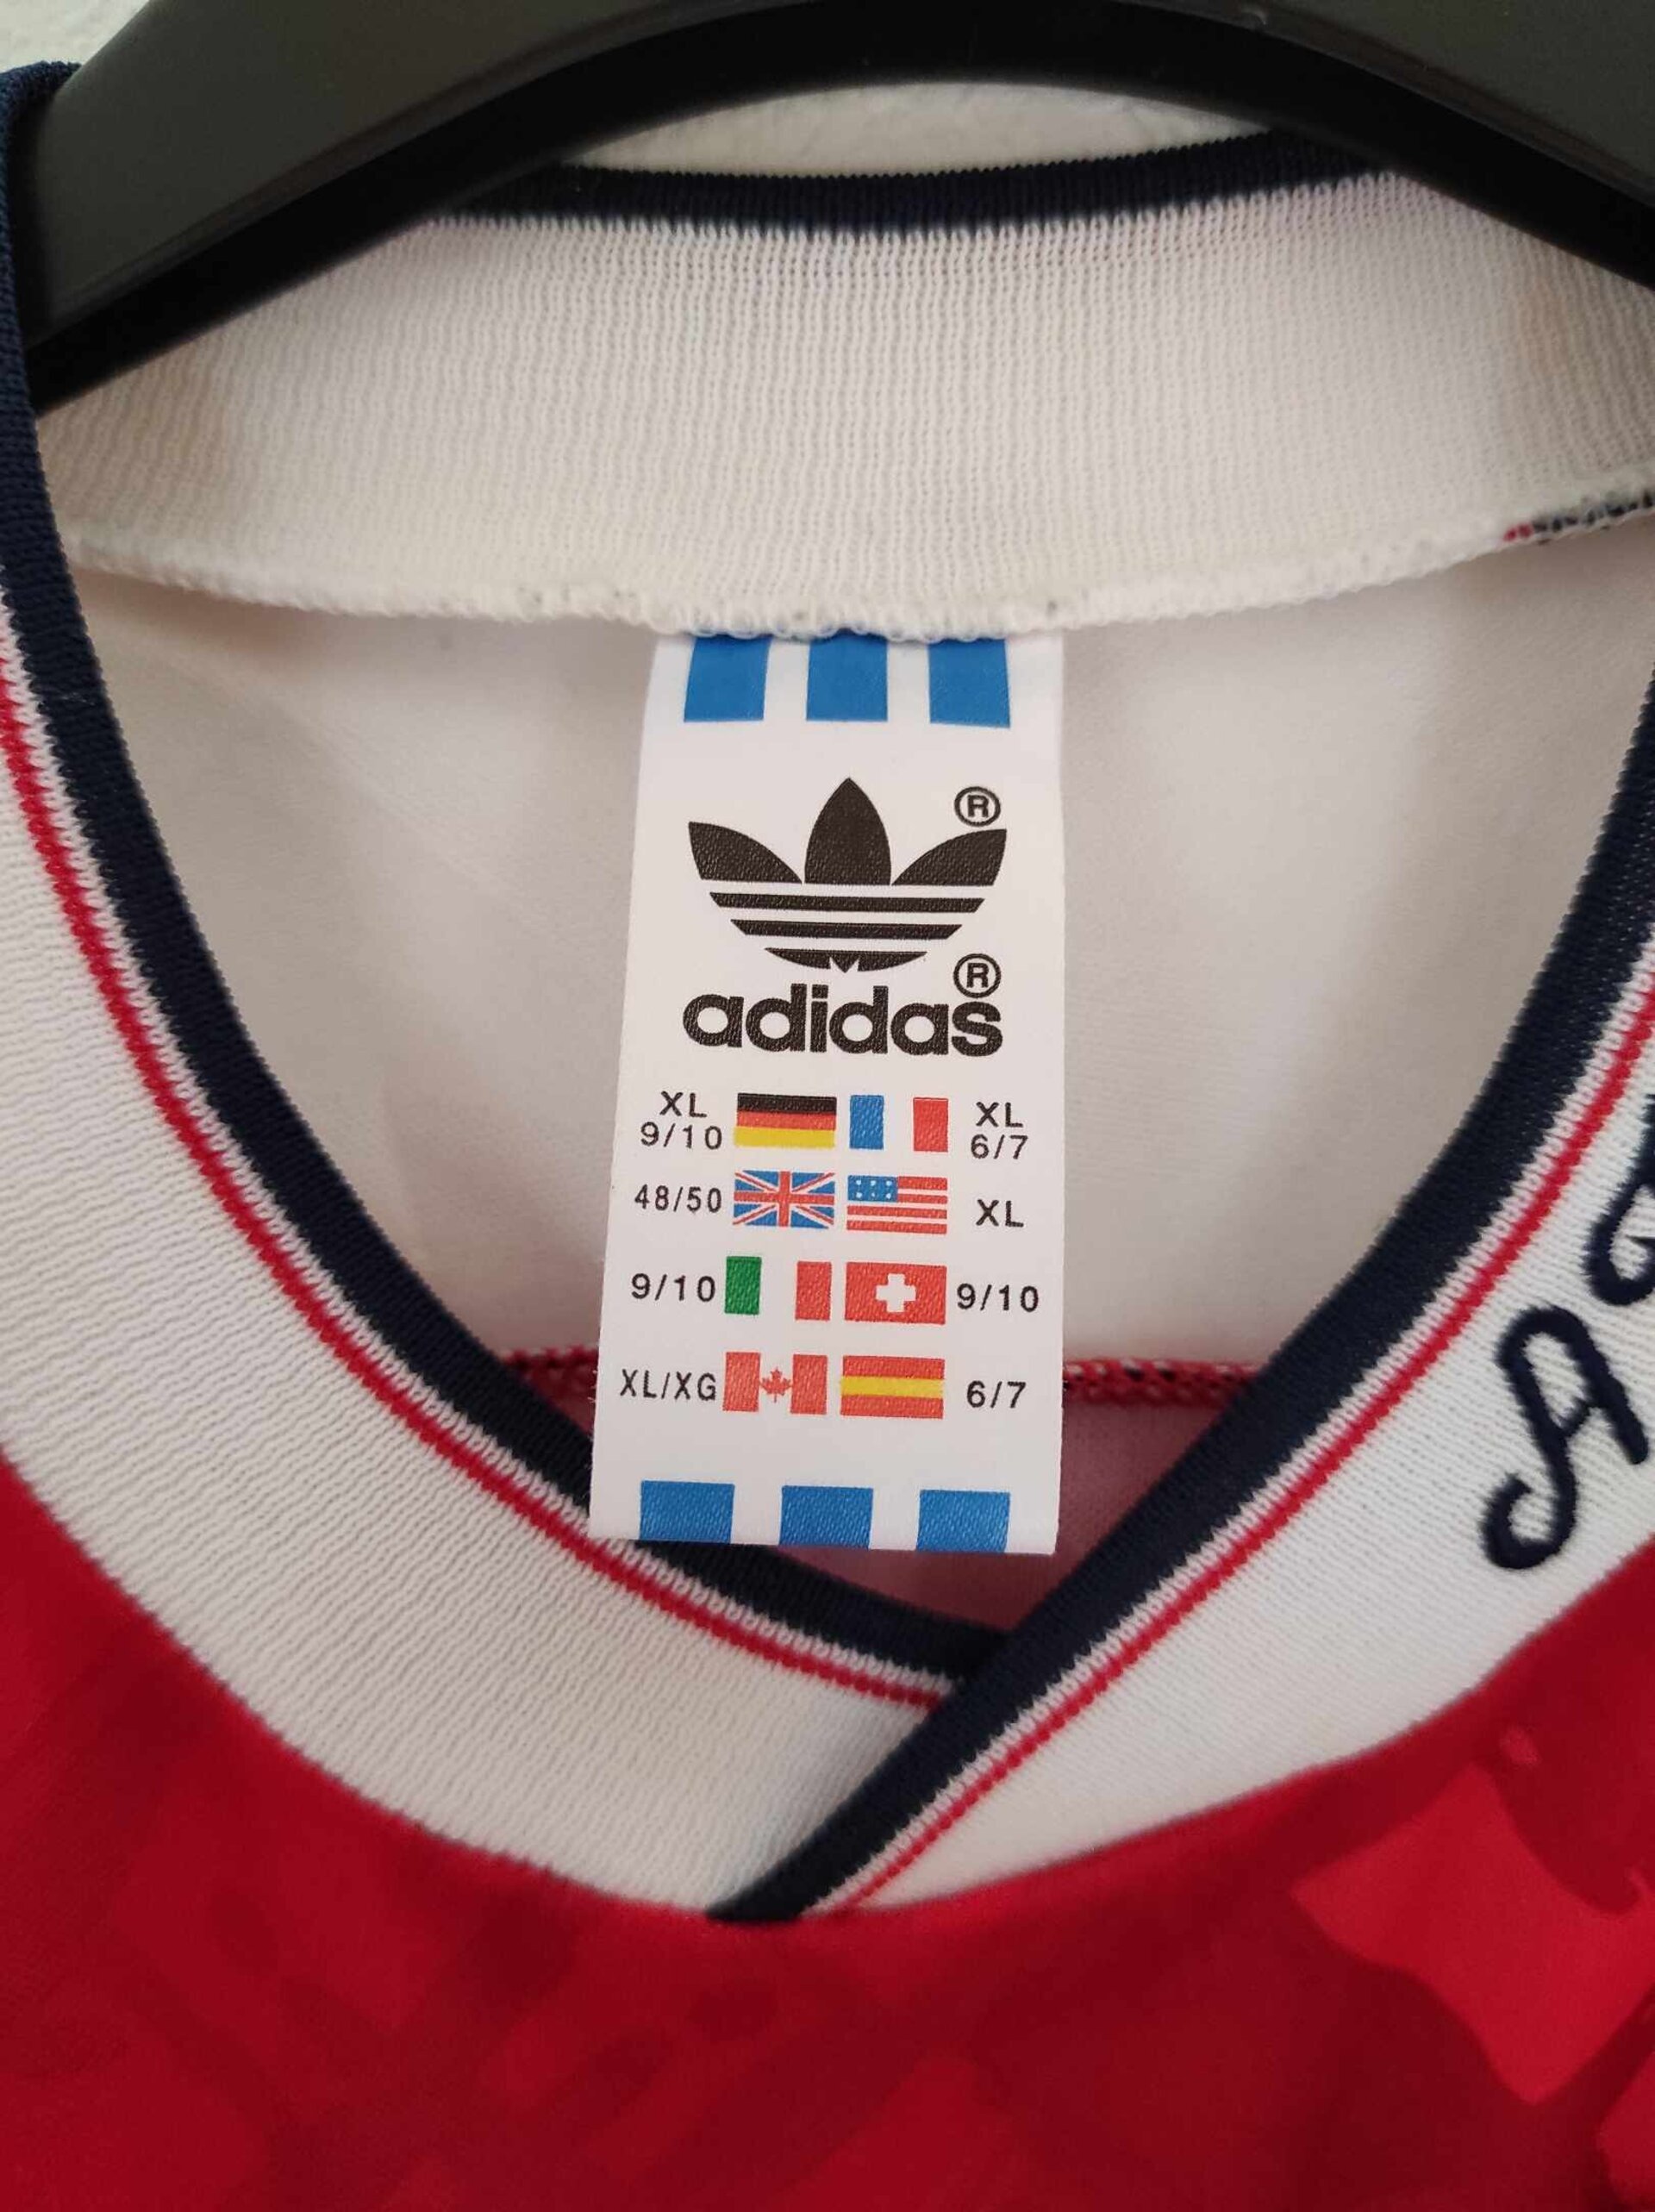 ®
®
adidas
XL XL
9/10 6/7
48/50 XL
9/10 9/10
XL/XG 6/7